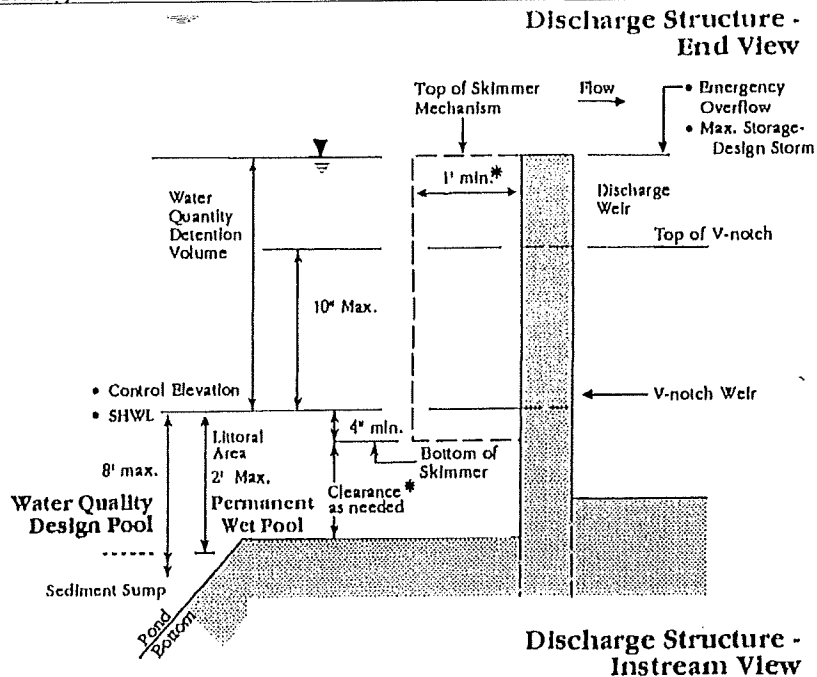 Discharge Structure -
End View
Top of Skimmer
Mechanism
Flow
• Emergency
Overflow
• Max. Storage-
Design Storm
1' min.*
Water
Quantity
Detention
Volume
Discharge
Weir
Top of V-notch
10" Max.
• Control Elevation
• SHWL
V-notch Weir
4" min.
Littoral
Area
2' Max.
8' max.
Bottom of
Skimmer
Clearance *
as needed
Water Quality
Design Pool
Permanent
Wet Pool
Sediment Sump
Pond
Bottom
Discharge Structure -
Instream View